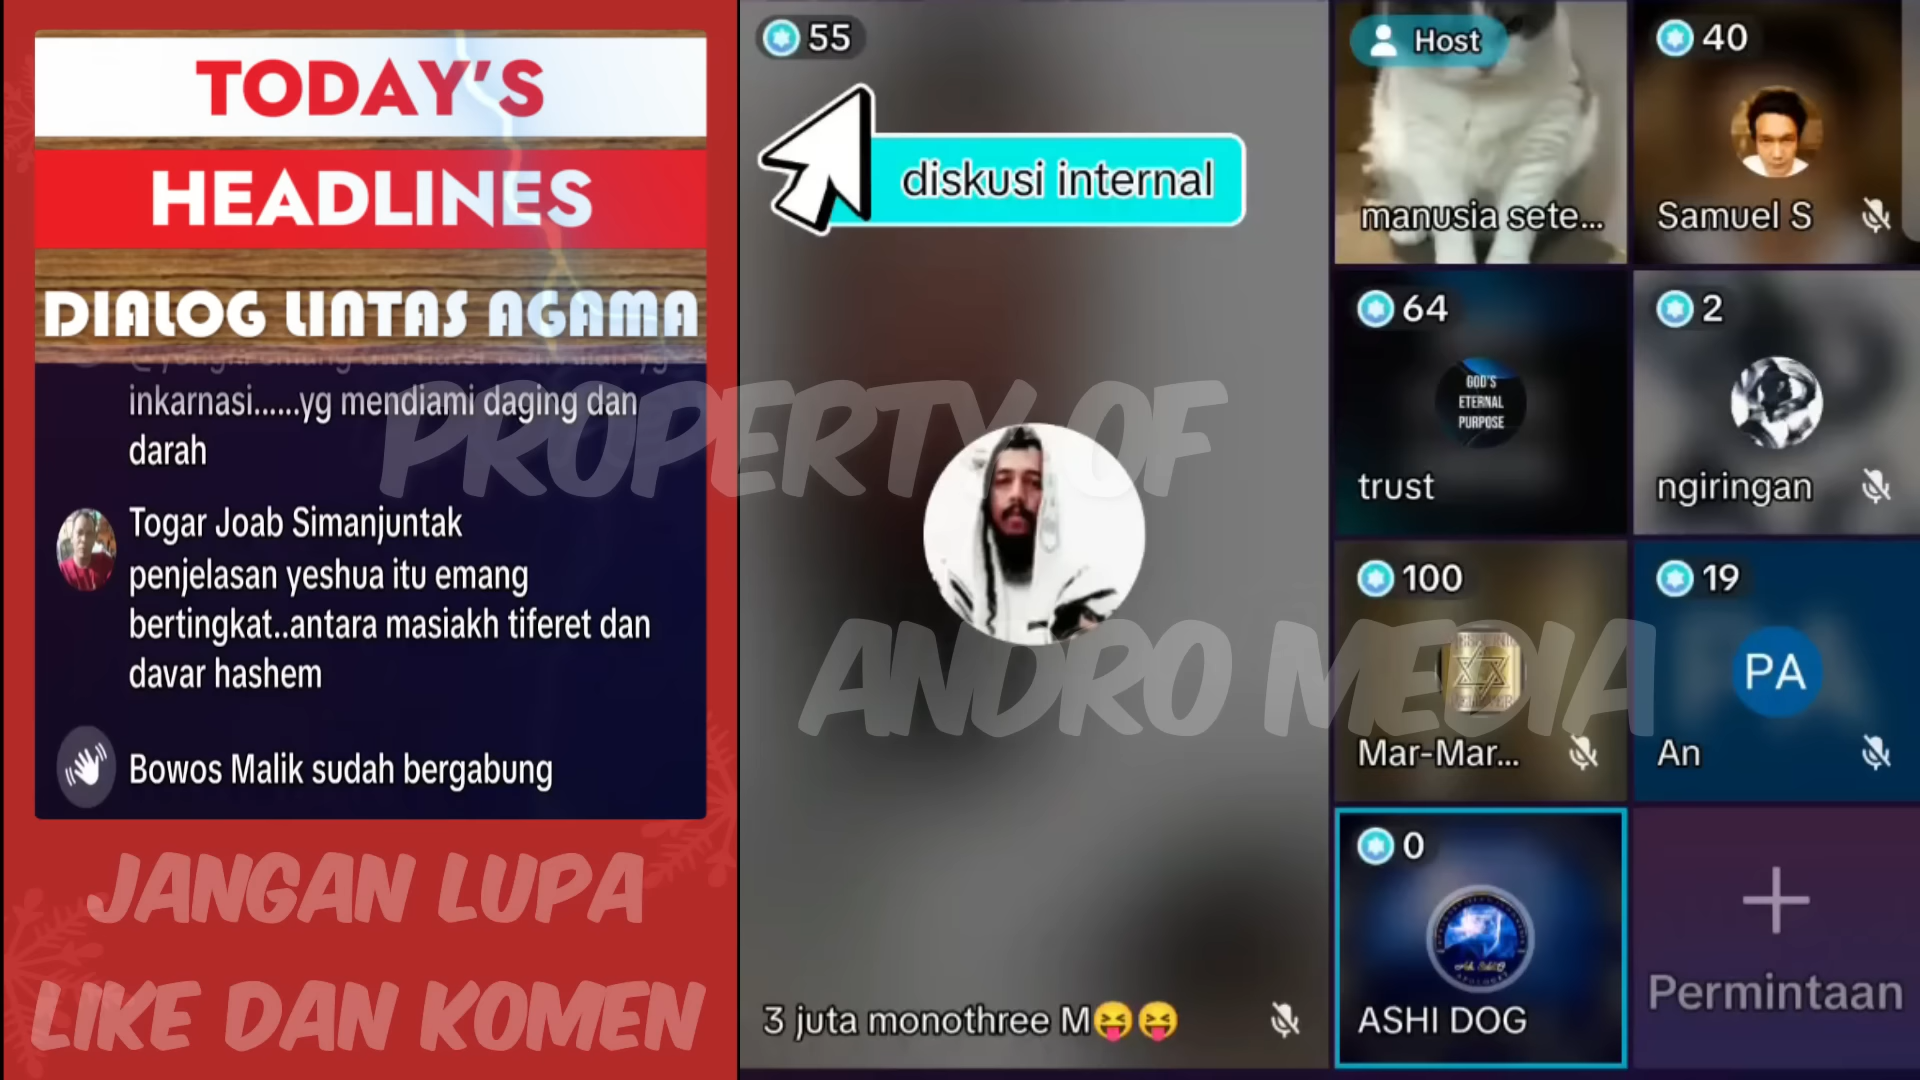 TODAY'S
HEADLINES
DIALOG LINTAS AGAMA
inkarnasi......yg mendiami daging dan
darah
Togar Joab Simanjuntak
penjelasan yeshua itu emang
bertingkat..antara masiakh tiferet dan
davar hashem
Bowos Malik sudah bergabung
JANGAN LUPA
LIKE DAN KOMEN
PROPERTY OF
ANDRO MEDIA
55
diskusi internal
3 juta monothree M😝😝
Host
manusia sete...
40
Samuel S
64
GOD'S
ETERNAL
PURPOSE
trust
2
ngiringan
100
Mar-Mar...
19
PA
An
0
ASHI DOG
Permintaan